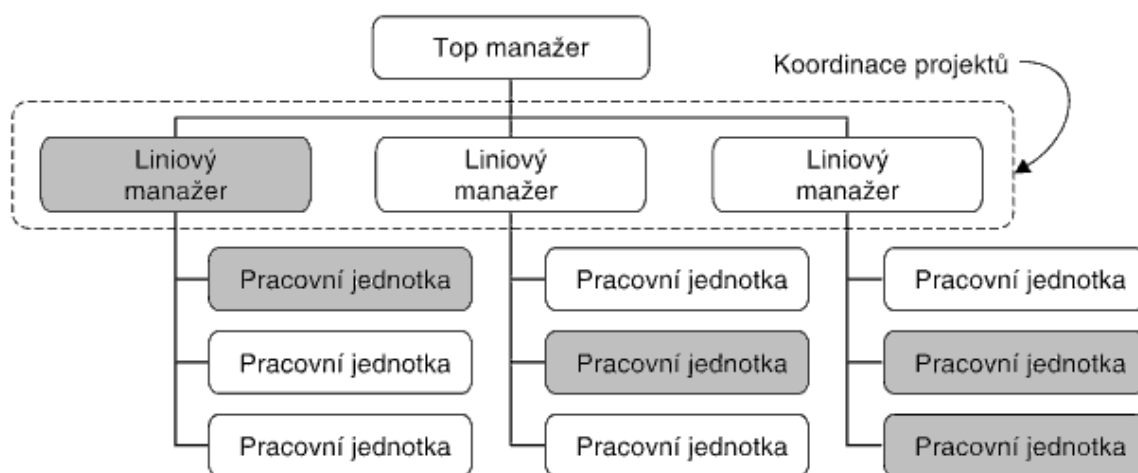 Top manažer
Koordinace projektů
Liniový
manažer
Liniový
manažer
Liniový
manažer
Pracovní jednotka
Pracovní jednotka
Pracovní jednotka
Pracovní jednotka
Pracovní jednotka
Pracovní jednotka
Pracovní jednotka
Pracovní jednotka
Pracovní jednotka